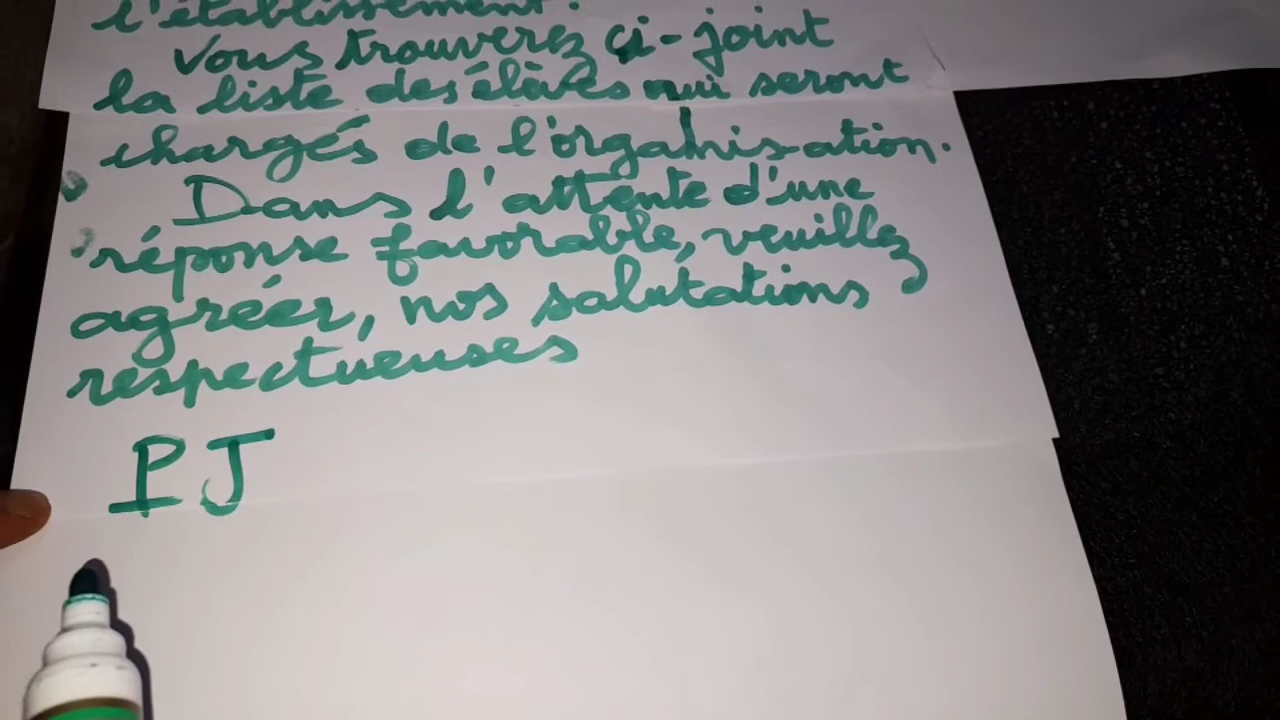 l'établissement.
Vous trouverez ci-joint
la liste des élèves qui seront
chargés de l'organisation.
Dans l'attente d'une
réponse favorable, veuillez
agréer, nos salutations
respectueuses
PJ